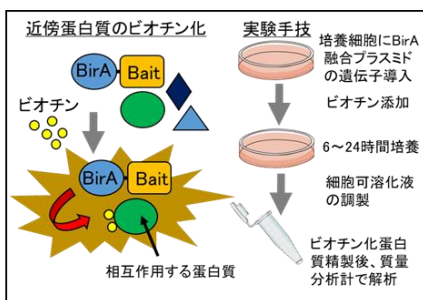 近傍蛋白質のビオチン化
BirA
Bait
ビオチン
BirA
Bait
相互作用する蛋白質
実験手技
培養細胞にBirA
融合プラスミド
の遺伝子導入
ビオチン添加
6～24時間培養
細胞可溶化液
の調製
ビオチン化蛋白
質精製後、質量
分析計で解析